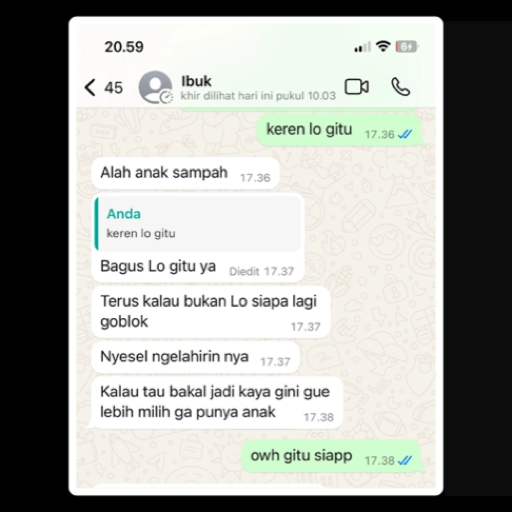 20.59
45
Ibuk
khir dilihat hari ini pukul 10.03
keren lo gitu 17.36
Alah anak sampah 17.36
Anda
keren lo gitu
Bagus Lo gitu ya Diedit 17.37
Terus kalau bukan Lo siapa lagi
goblok 17.37
Nyesel ngelahirin nya 17.37
Kalau tau bakal jadi kaya gini gue
lebih milih ga punya anak 17.38
owh gitu siapp 17.38